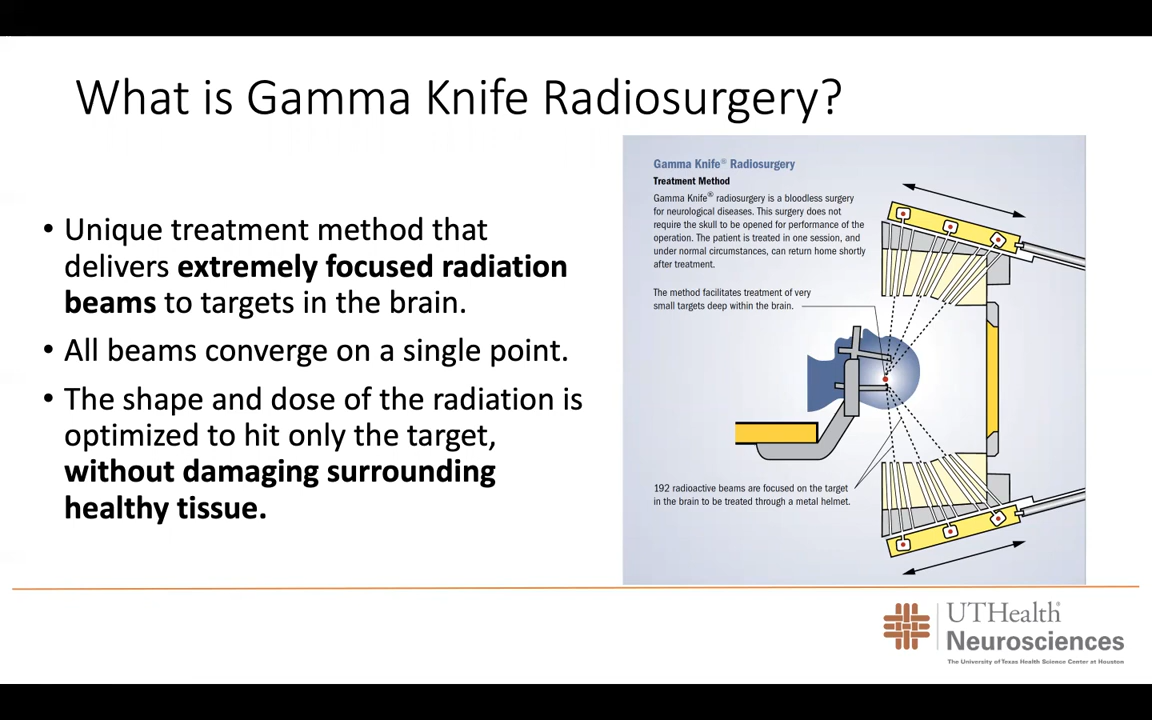 What is Gamma Knife Radiosurgery?
• Unique treatment method that
delivers extremely focused radiation
beams to targets in the brain.
• All beams converge on a single point.
• The shape and dose of the radiation is
optimized to hit only the target,
without damaging surrounding
healthy tissue.
Gamma Knife® Radiosurgery
Treatment Method
Gamma Knife® radiosurgery is a bloodless surgery
for neurological diseases. This surgery does not
require the skull to be opened for performance of the
operation. The patient is treated in one session, and
under normal circumstances, can return home shortly
after treatment.
The method facilitates treatment of very
small targets deep within the brain.
192 radioactive beams are focused on the target
in the brain to be treated through a metal helmet.
UTHealth®
Neurosciences
The University of Texas Health Science Center at Houston